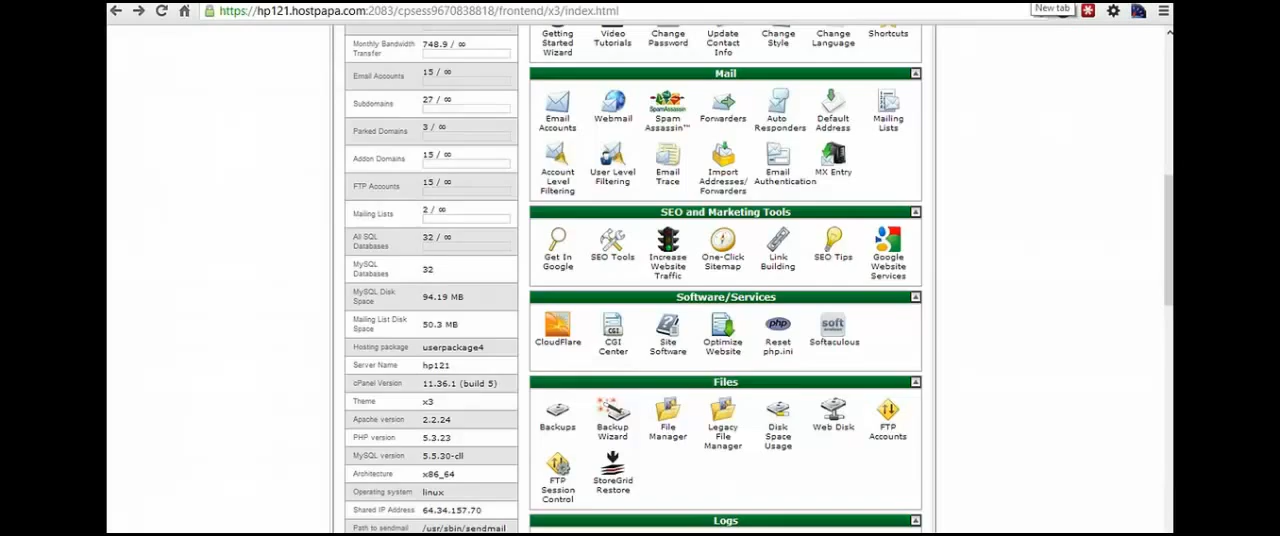 New tab
https://hp121.hostpapa.com:2083/cpsess9670838818/frontend/x3/index.html
Monthly Bandwidth
Transfer
748.9 / ∞
Email Accounts
15 / ∞
Subdomains
27 / ∞
Parked Domains
3 / ∞
Addon Domains
15 / ∞
FTP Accounts
15 / ∞
Mailing Lists
2 / ∞
All SQL
Databases
32 / ∞
MySQL
Databases
32
MySQL Disk
Space
94.19 MB
Mailing List Disk
Space
50.3 MB
Hosting package
userpackage4
Server Name
hp121
cPanel Version
11.36.1 (build 5)
Theme
x3
Apache version
2.2.24
PHP version
5.3.23
MySQL version
5.5.30-cll
Architecture
x86_64
Operating system
linux
Shared IP Address
64.34.157.70
Path to sendmail
/usr/sbin/sendmail
Getting
Started
Wizard
Video
Tutorials
Change
Password
Update
Contact
Info
Change
Style
Change
Language
Shortcuts
Mail
Email
Accounts
Webmail
SpamAssassin
Spam
Assassin™
Forwarders
Auto
Responders
Default
Address
Mailing
Lists
Account
Level
Filtering
User Level
Filtering
Email
Trace
Import
Addresses/
Forwarders
Email
Authentication
MX Entry
SEO and Marketing Tools
Get In
Google
SEO Tools
Increase
Website
Traffic
One-Click
Sitemap
Link
Building
SEO Tips
Google
Website
Services
Software/Services
CloudFlare
CGI
CGI
Center
Site
Software
Optimize
Website
php
Reset
php.ini
soft
Softaculous
Files
Backups
Backup
Wizard
File
Manager
Legacy
File
Manager
Disk
Space
Usage
Web Disk
FTP
Accounts
FTP
Session
Control
StoreGrid
Restore
Logs